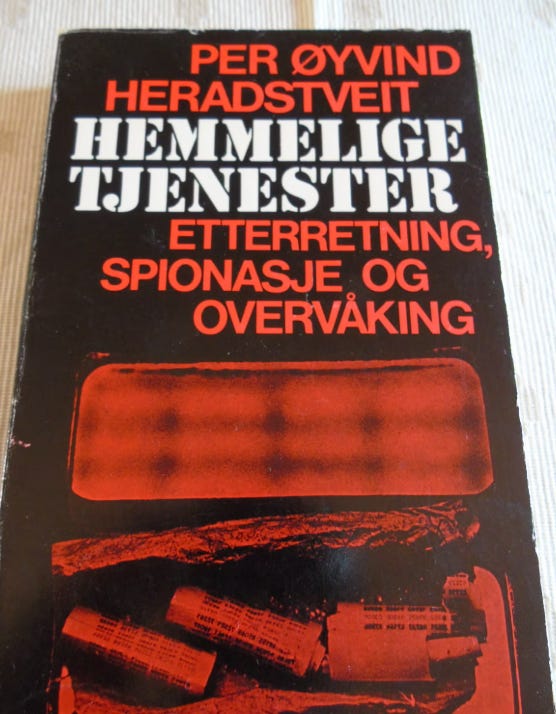 PER ØYVIND
HERADSTVEIT
HEMMELIGE
TJENESTER
ETTERRETNING,
SPIONASJE OG
OVERVÅKING